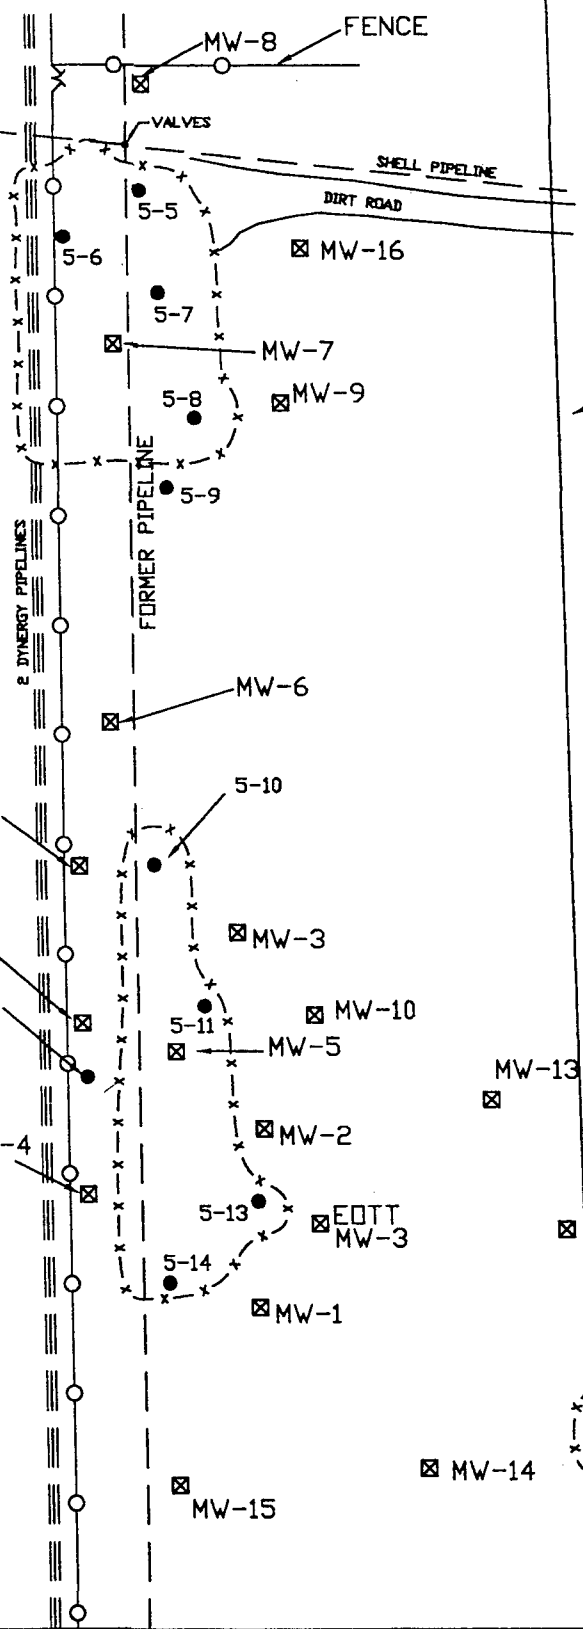 FENCE
MW-8
VALVES
SHELL PIPELINE
DIRT ROAD
5-5
5-6
MW-16
5-7
MW-7
5-8
MW-9
5-9
FORMER PIPELINE
2 DYNERGY PIPELINES
MW-6
5-10
MW-3
MW-10
5-11
MW-5
MW-13
MW-2
-4
5-13
EOTT
MW-3
5-14
MW-1
MW-14
MW-15